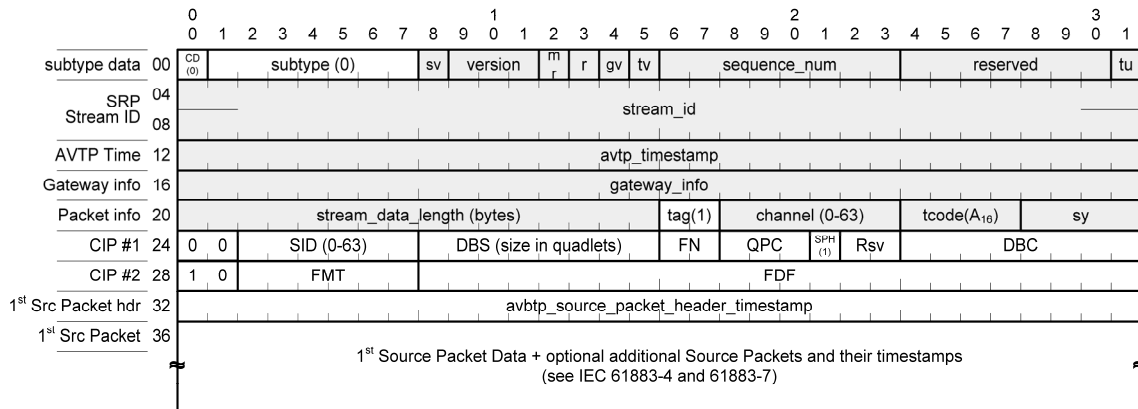 0 1 2 3
0 1 2 3 4 5 6 7 8 9 0 1 2 3 4 5 6 7 8 9 0 1 2 3 4 5 6 7 8 9 0 1
subtype data 00 CD (0) subtype (0) sv version m r r gv tv sequence_num reserved tu
SRP Stream ID 04 08 stream_id
AVTP Time 12 avtp_timestamp
Gateway info 16 gateway_info
Packet info 20 stream_data_length (bytes) tag(1) channel (0-63) tcode(A16) sy
CIP #1 24 0 0 SID (0-63) DBS (size in quadlets) FN QPC SPH (1) Rsv DBC
CIP #2 28 1 0 FMT FDF
1st Src Packet hdr 32 avbtp_source_packet_header_timestamp
1st Src Packet 36
1st Source Packet Data + optional additional Source Packets and their timestamps
(see IEC 61883-4 and 61883-7)